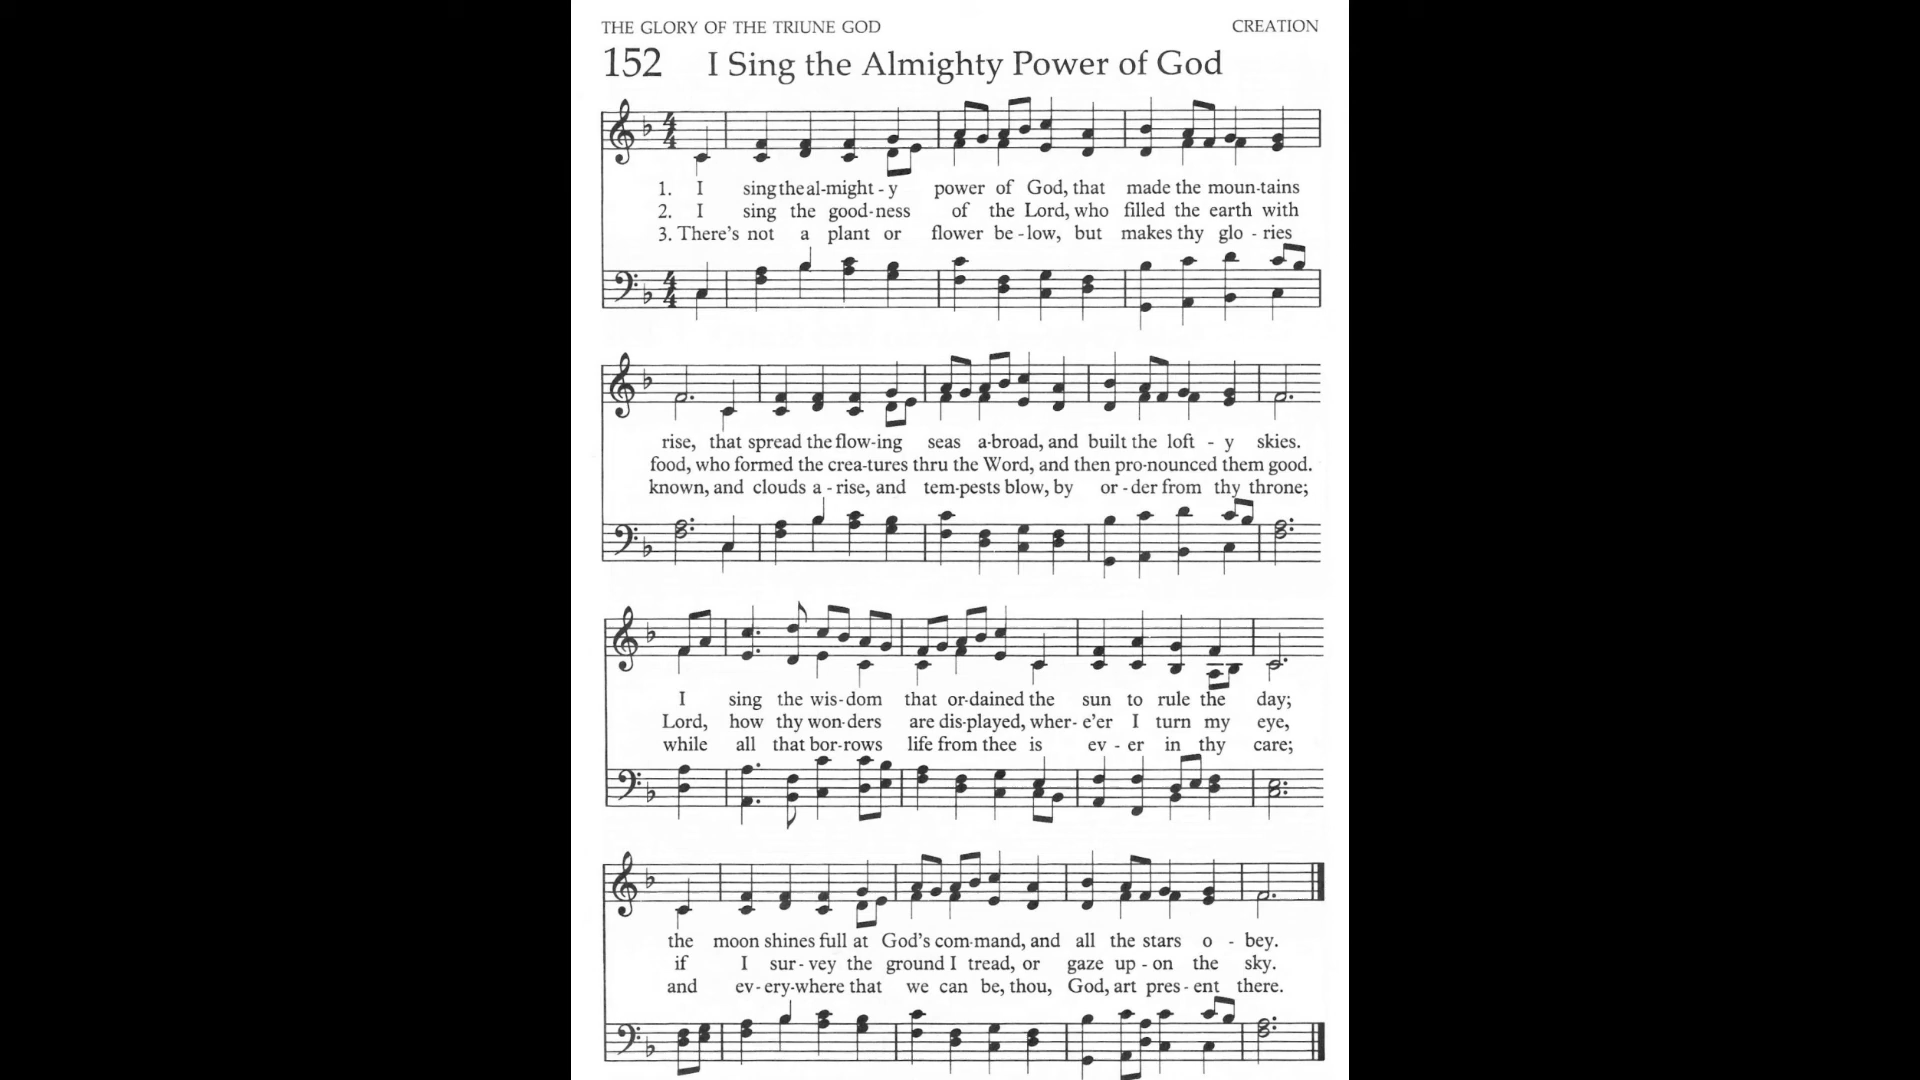 THE GLORY OF THE TRIUNE GOD CREATION
152 I Sing the Almighty Power of God
4 4
1. I sing the al-might-y power of God, that made the moun-tains
2. I sing the good-ness of the Lord, who filled the earth with
3. There's not a plant or flower be-low, but makes thy glo-ries
4 4
rise, that spread the flow-ing seas a-broad, and built the loft-y skies.
food, who formed the crea-tures thru the Word, and then pro-nounced them good.
known, and clouds a-rise, and tem-pests blow, by or-der from thy throne;
I sing the wis-dom that or-dained the sun to rule the day;
Lord, how thy won-ders are dis-played, wher-e'er I turn my eye,
while all that bor-rows life from thee is ev-er in thy care;
the moon shines full at God's com-mand, and all the stars o-bey.
if I sur-vey the ground I tread, or gaze up-on the sky.
and ev-ery-where that we can be, thou, God, art pres-ent there.